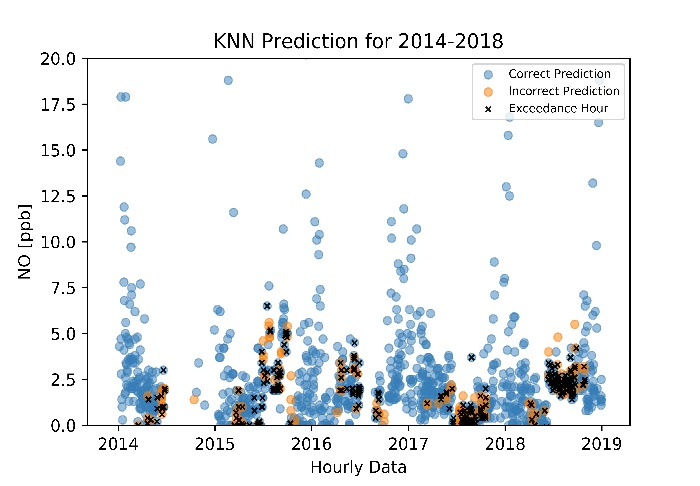 KNN Prediction for 2014-2018
20.0
17.5
15.0
12.5
10.0
7.5
5.0
2.5
0.0
NO [ppb]
Correct Prediction
Incorrect Prediction
Exceedance Hour
2014 2015 2016 2017 2018 2019
Hourly Data